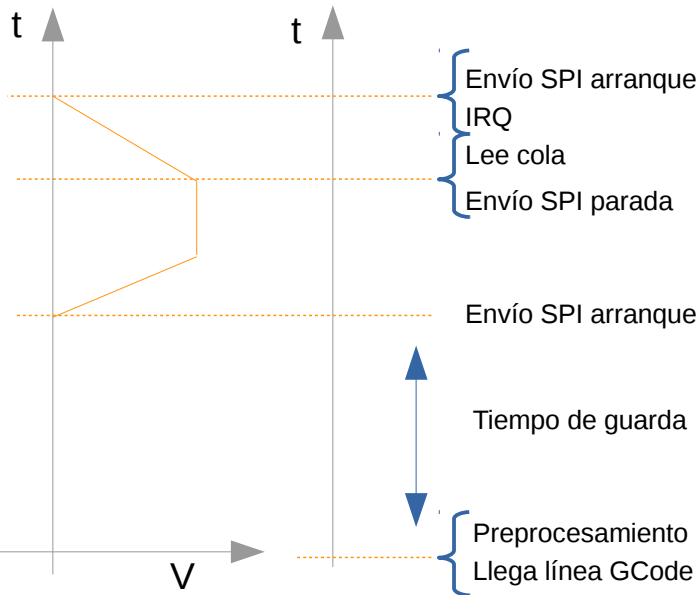 t
t
Envío SPI arranque
IRQ
Lee cola
Envío SPI parada
Envío SPI arranque
Tiempo de guarda
Preprocesamiento
Llega línea GCode
V